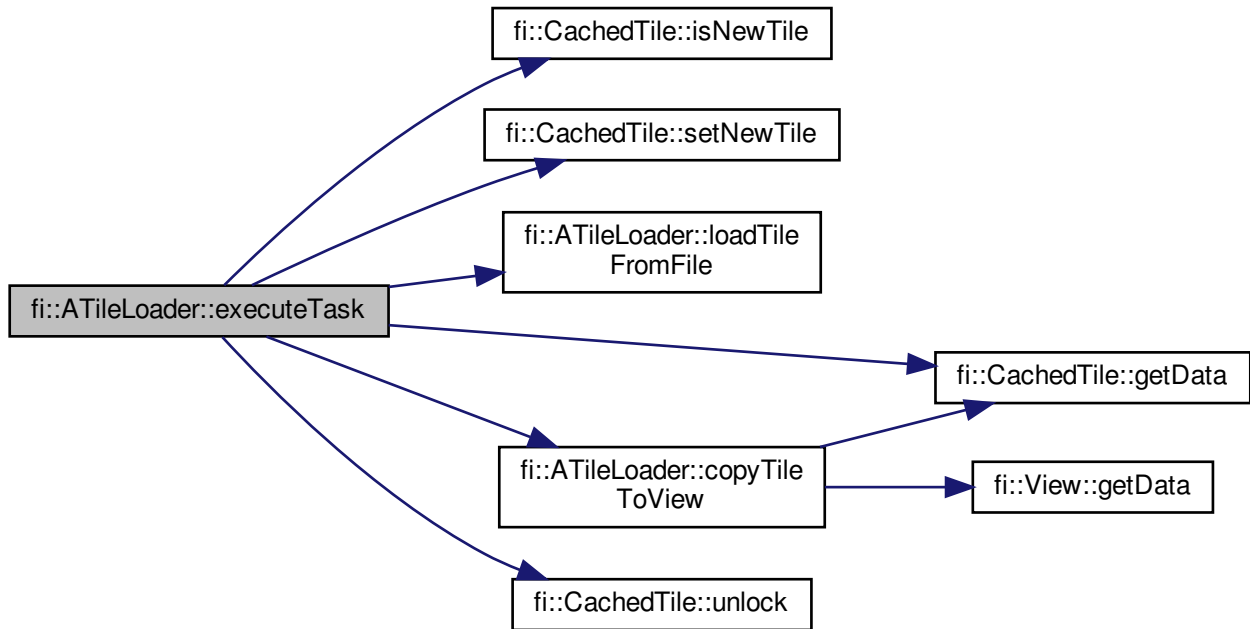 fi::CachedTile::isNewTile
fi::CachedTile::setNewTile
fi::ATileLoader::loadTile
FromFile
fi::ATileLoader::executeTask
fi::CachedTile::getData
fi::ATileLoader::copyTile
ToView
fi::View::getData
fi::CachedTile::unlock